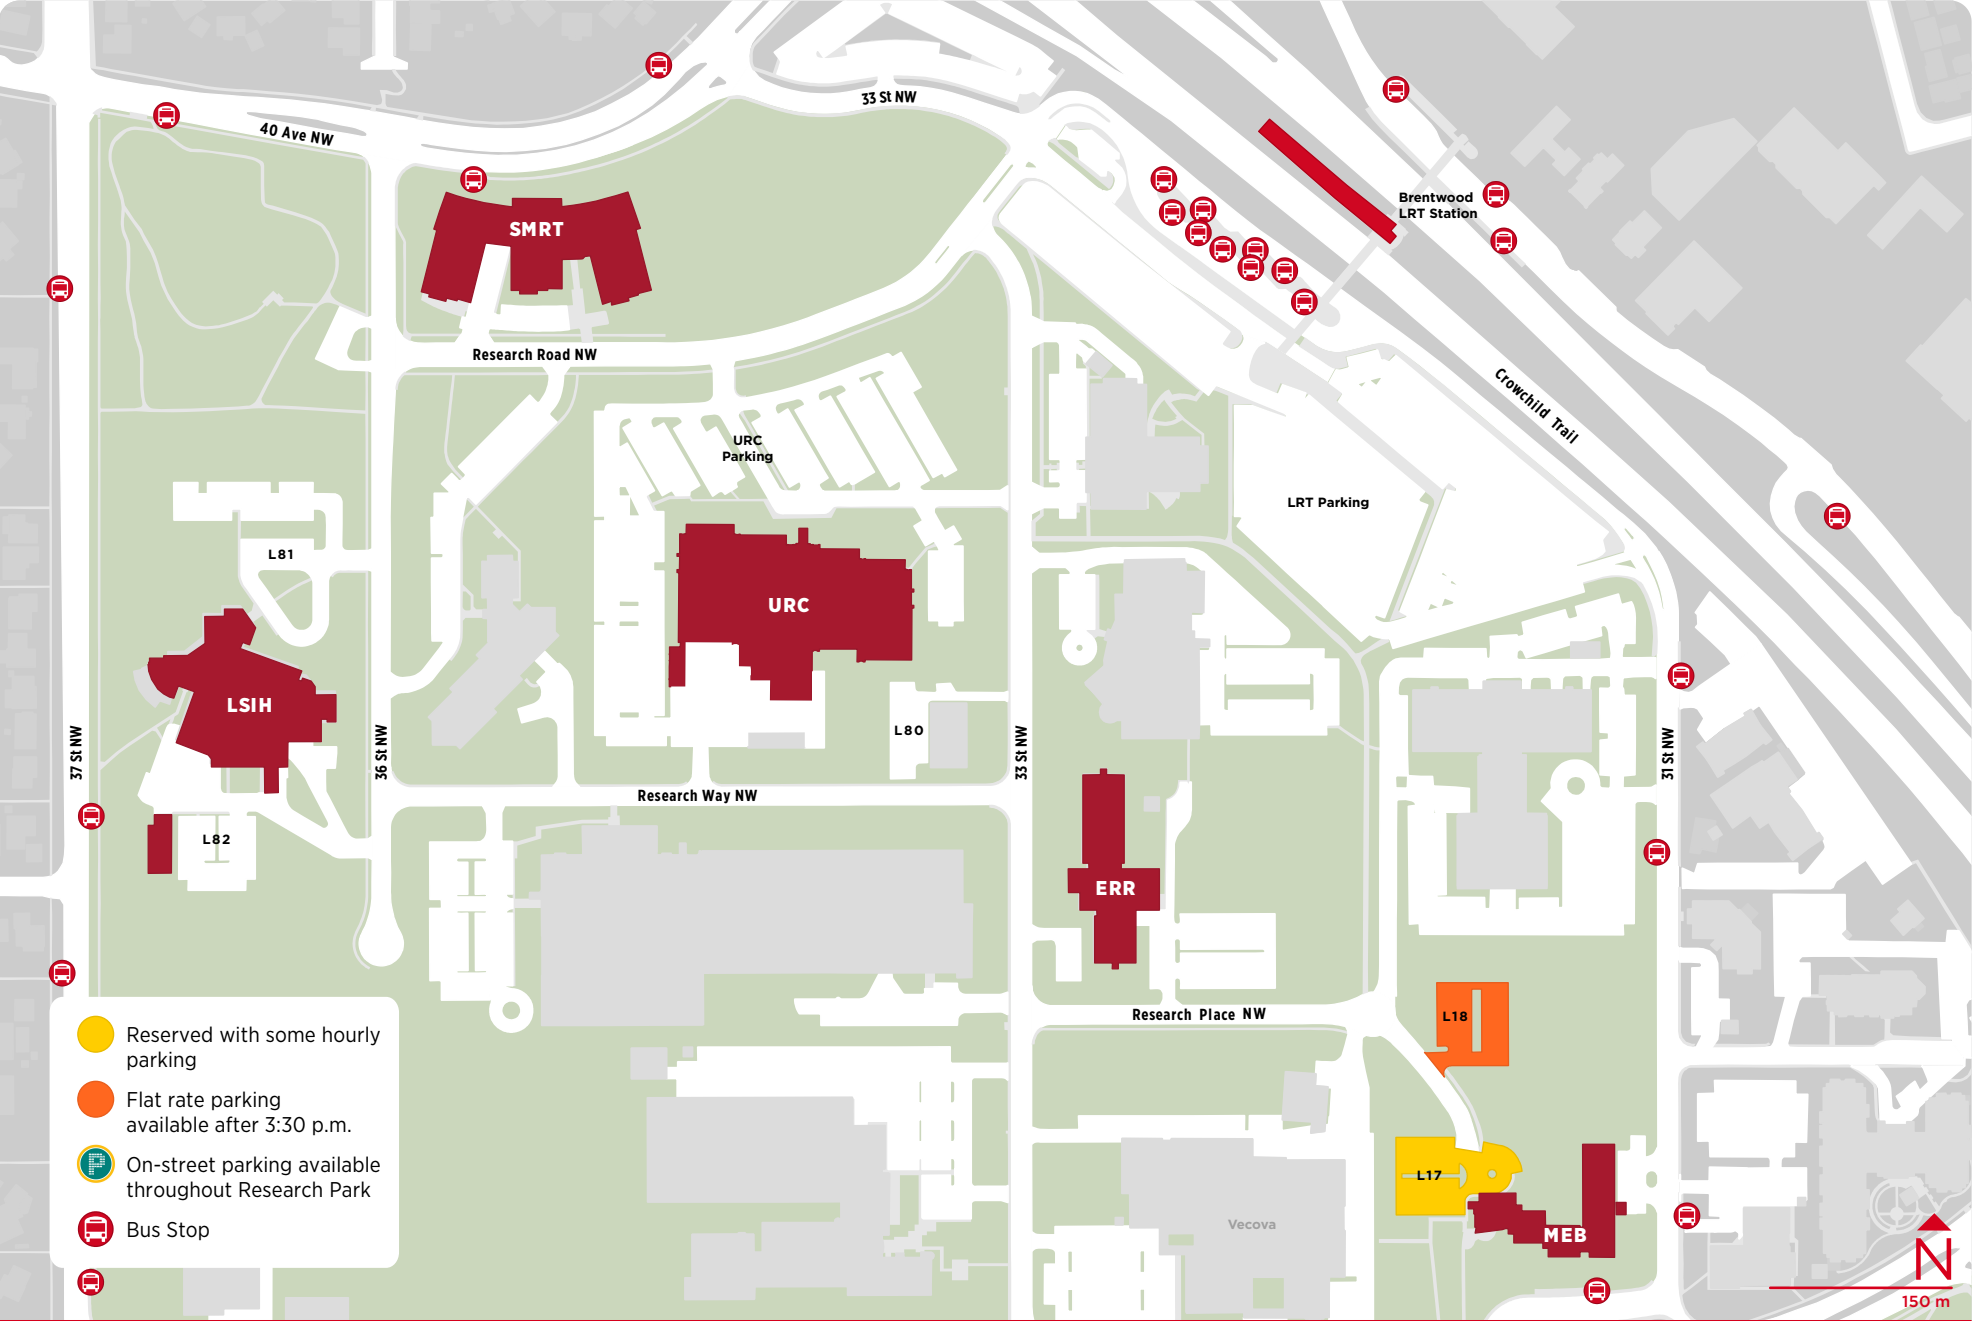 33 St NW
40 Ave NW
Brentwood
LRT Station
SMRT
Research Road NW
Crowchild Trail
URC
Parking
LRT Parking
L81
URC
LSIH
37 St NW
36 St NW
L80
33 St NW
31 St NW
Research Way NW
L82
ERR
Research Place NW
L18
Reserved with some hourly
parking
Flat rate parking
available after 3:30 p.m.
P
On-street parking available
throughout Research Park
Bus Stop
L17
Vecova
MEB
N
150 m